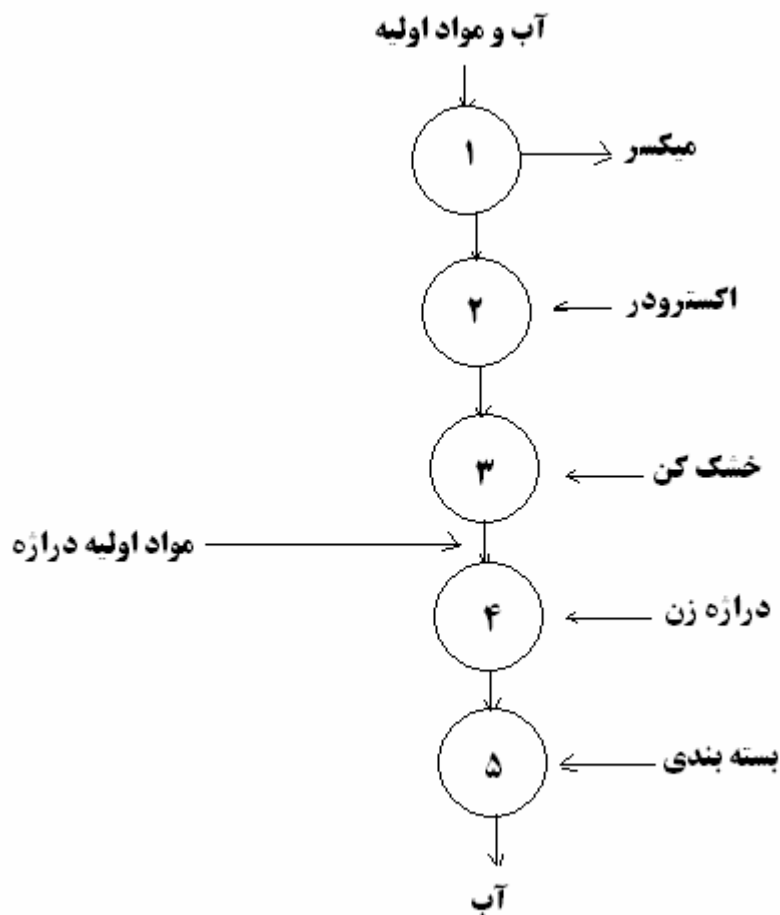 آب و مواد اولیه
۱
میکسر
۲
اکسترودر
۳
خشک کن
مواد اولیه دراژه
۴
دراژه زن
۵
بسته بندی
آب